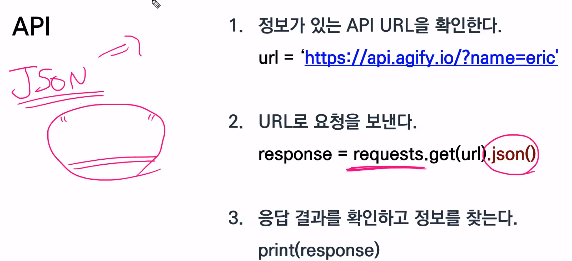 API
JSON
1. 정보가 있는 API URL을 확인한다.
url = ‘https://api.agify.io/?name=eric'
2. URL로 요청을 보낸다.
response = requests.get(url).json()
3. 응답 결과를 확인하고 정보를 찾는다.
print(response)